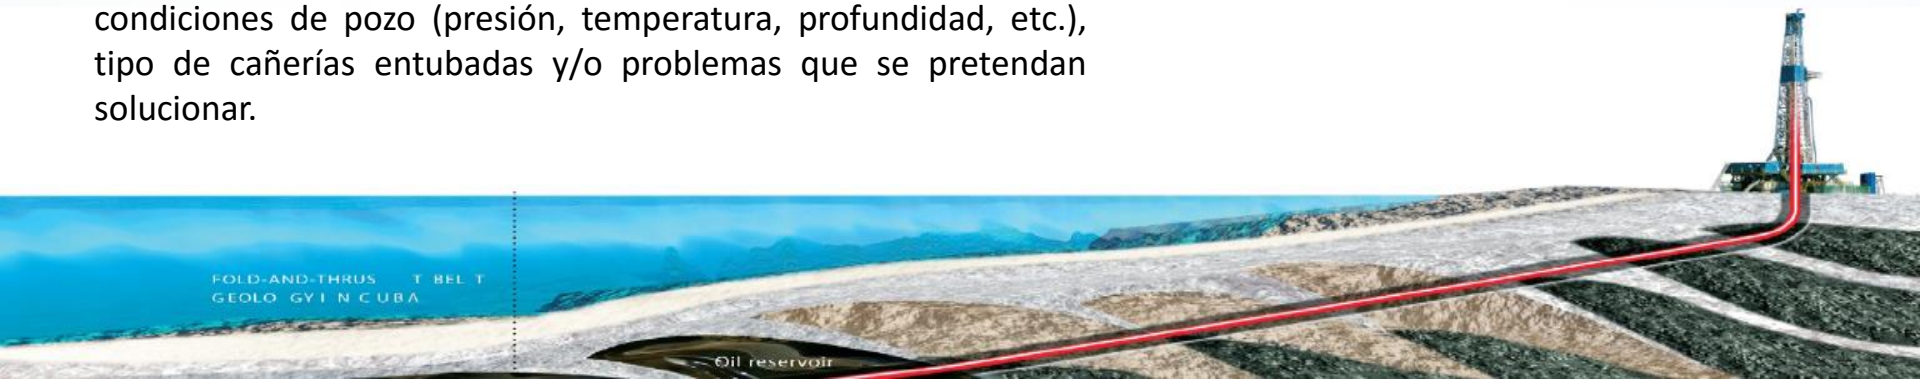 condiciones de pozo (presión, temperatura, profundidad, etc.),
tipo de cañerías entubadas y/o problemas que se pretendan
solucionar.
FOLD-AND-THRUS T BEL T
GEOLO GY I N CUBA
Oil reservoir